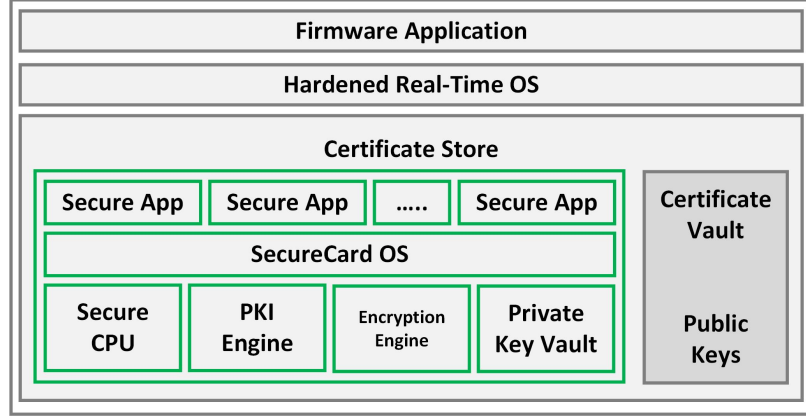 Firmware Application
Hardened Real-Time OS
Certificate Store
Secure App
Secure App
.....
Secure App
SecureCard OS
Secure
CPU
PKI
Engine
Encryption
Engine
Private
Key Vault
Certificate
Vault
Public
Keys